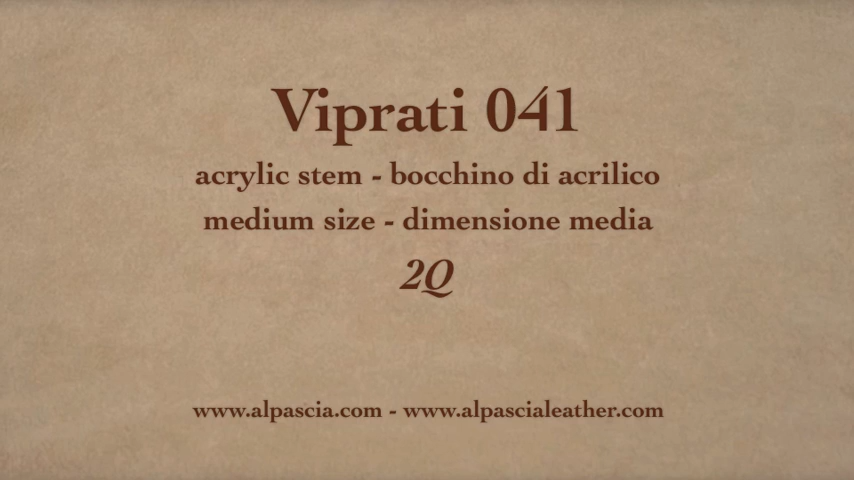 Viprati 041
acrylic stem - bocchino di acrilico
medium size - dimensione media
2Q
www.alpascia.com - www.alpascialeather.com